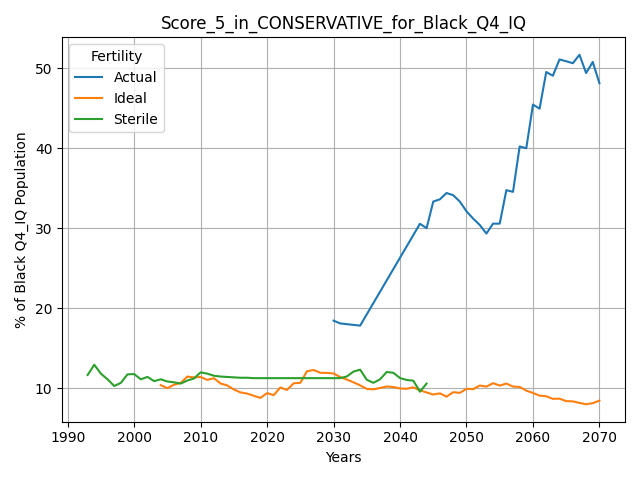 Score_5_in_CONSERVATIVE_for_Black_Q4_IQ
Fertility
Actual
Ideal
Sterile
% of Black Q4_IQ Population
50
40
30
20
10
1990 2000 2010 2020 2030 2040 2050 2060 2070
Years